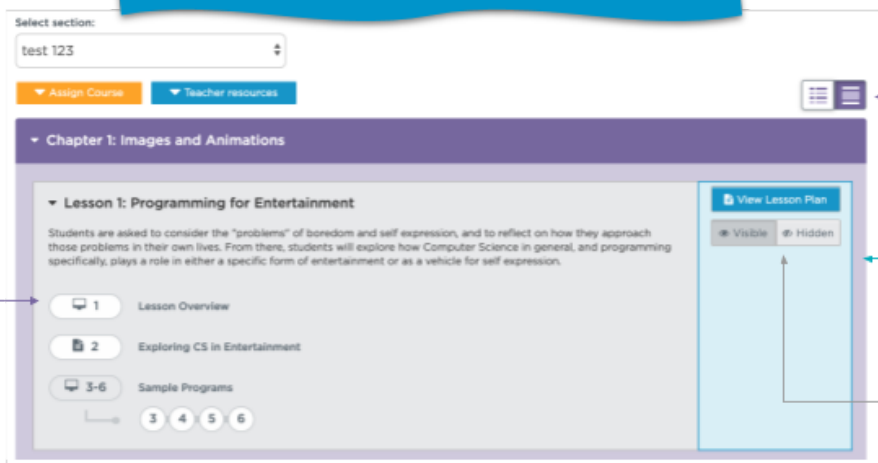 Select section:
test 123
Assign Course
Teacher resources
Chapter 1: Images and Animations
Lesson 1: Programming for Entertainment
View Lesson Plan
Students are asked to consider the "problems" of boredom and self expression, and to reflect on how they approach
those problems in their own lives. From there, students will explore how Computer Science in general, and programming
specifically, plays a role in either a specific form of entertainment or as a vehicle for self expression.
Visible Hidden
1 Lesson Overview
2 Exploring CS in Entertainment
3-6 Sample Programs
3 4 5 6